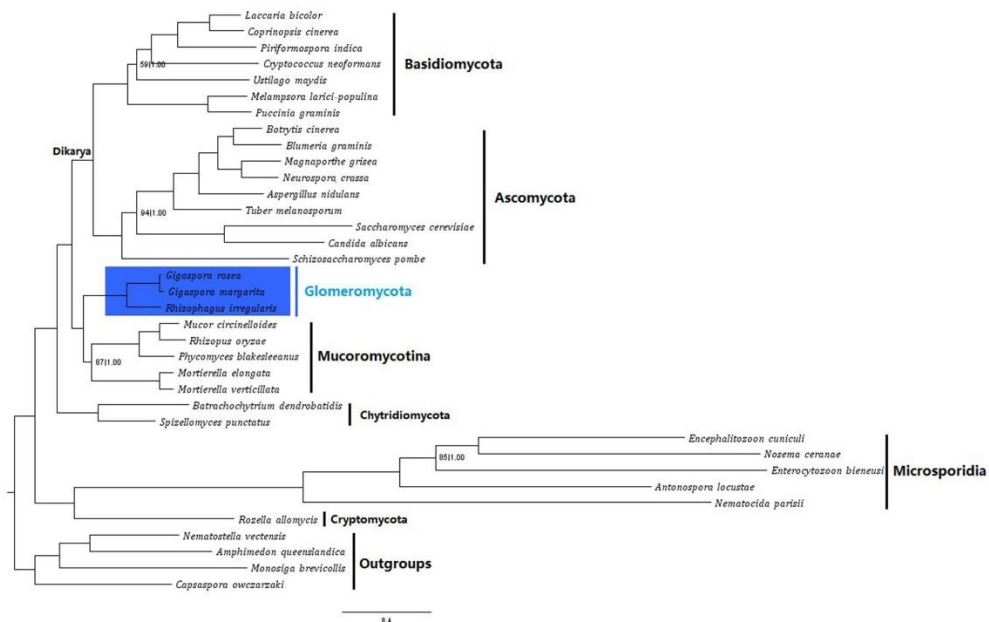 Laccaria bicolor
Coprinopsis cinerea
Piriformospora indica
59|1.00
Cryptococcus neoformans
Basidiomycota
Ustilago maydis
Melampsora larici-populina
Puccinia graminis
Botrytis cinerea
Blumeria graminis
Dikarya
Magnaporthe grisea
Neurospora crassa
Aspergillus nidulans
Ascomycota
94|1.00
Tuber melanosporum
Saccharomyces cerevisiae
Candida albicans
Schizosaccharomyces pombe
Gigaspora rosea
Gigaspora margarita
Glomeromycota
Rhizophagus irregularis
Mucor circinelloides
Rhizopus oryzae
87|1.00
Phycomyces blakesleeanus
Mucoromycotina
Mortierella elongata
Mortierella verticillata
Batrachochytrium dendrobatidis
Chytridiomycota
Spizellomyces punctatus
Encephalitozoon cuniculi
85|1.00
Nosema ceranae
Enterocytozoon bieneusi
Microsporidia
Antonospora locustae
Nematocida parisii
Rozella allomycis
Cryptomycota
Nematostella vectensis
Amphimedon queenslandica
Monosiga brevicollis
Outgroups
Capsaspora owczarzaki